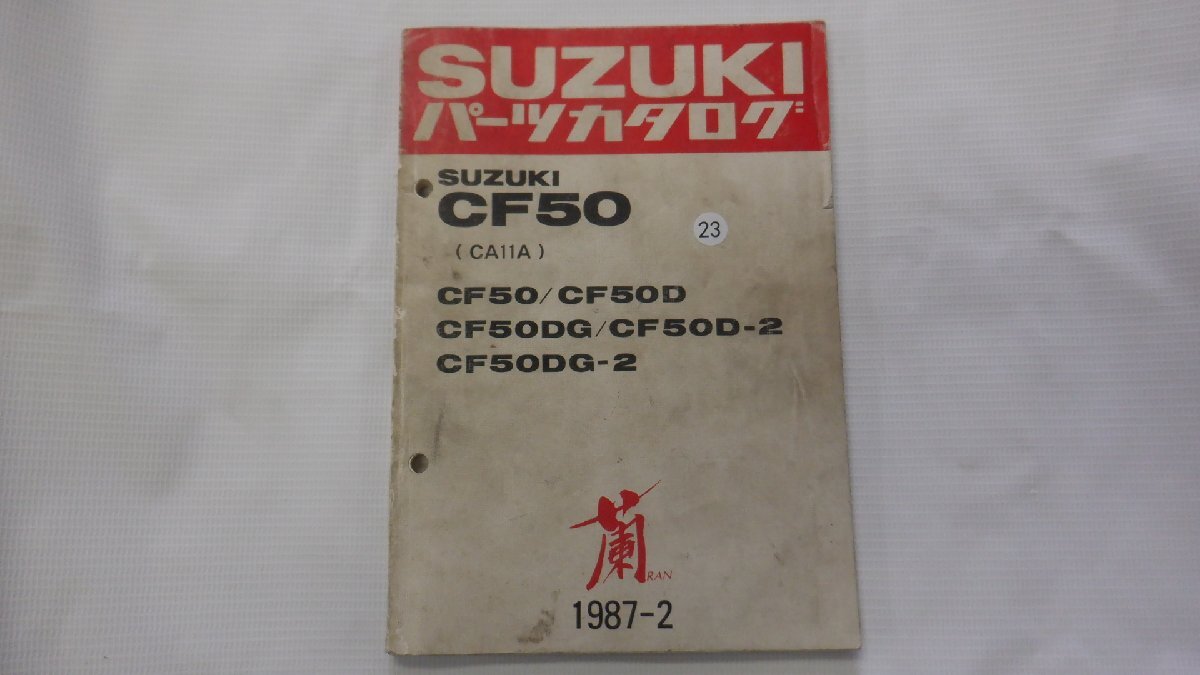 SUZUKI
パーツカタログ
SUZUKI
CF50
23
( CA11A )
CF50/CF50D
CF50DG/CF50D-2
CF50DG-2
蘭
RAN
1987-2